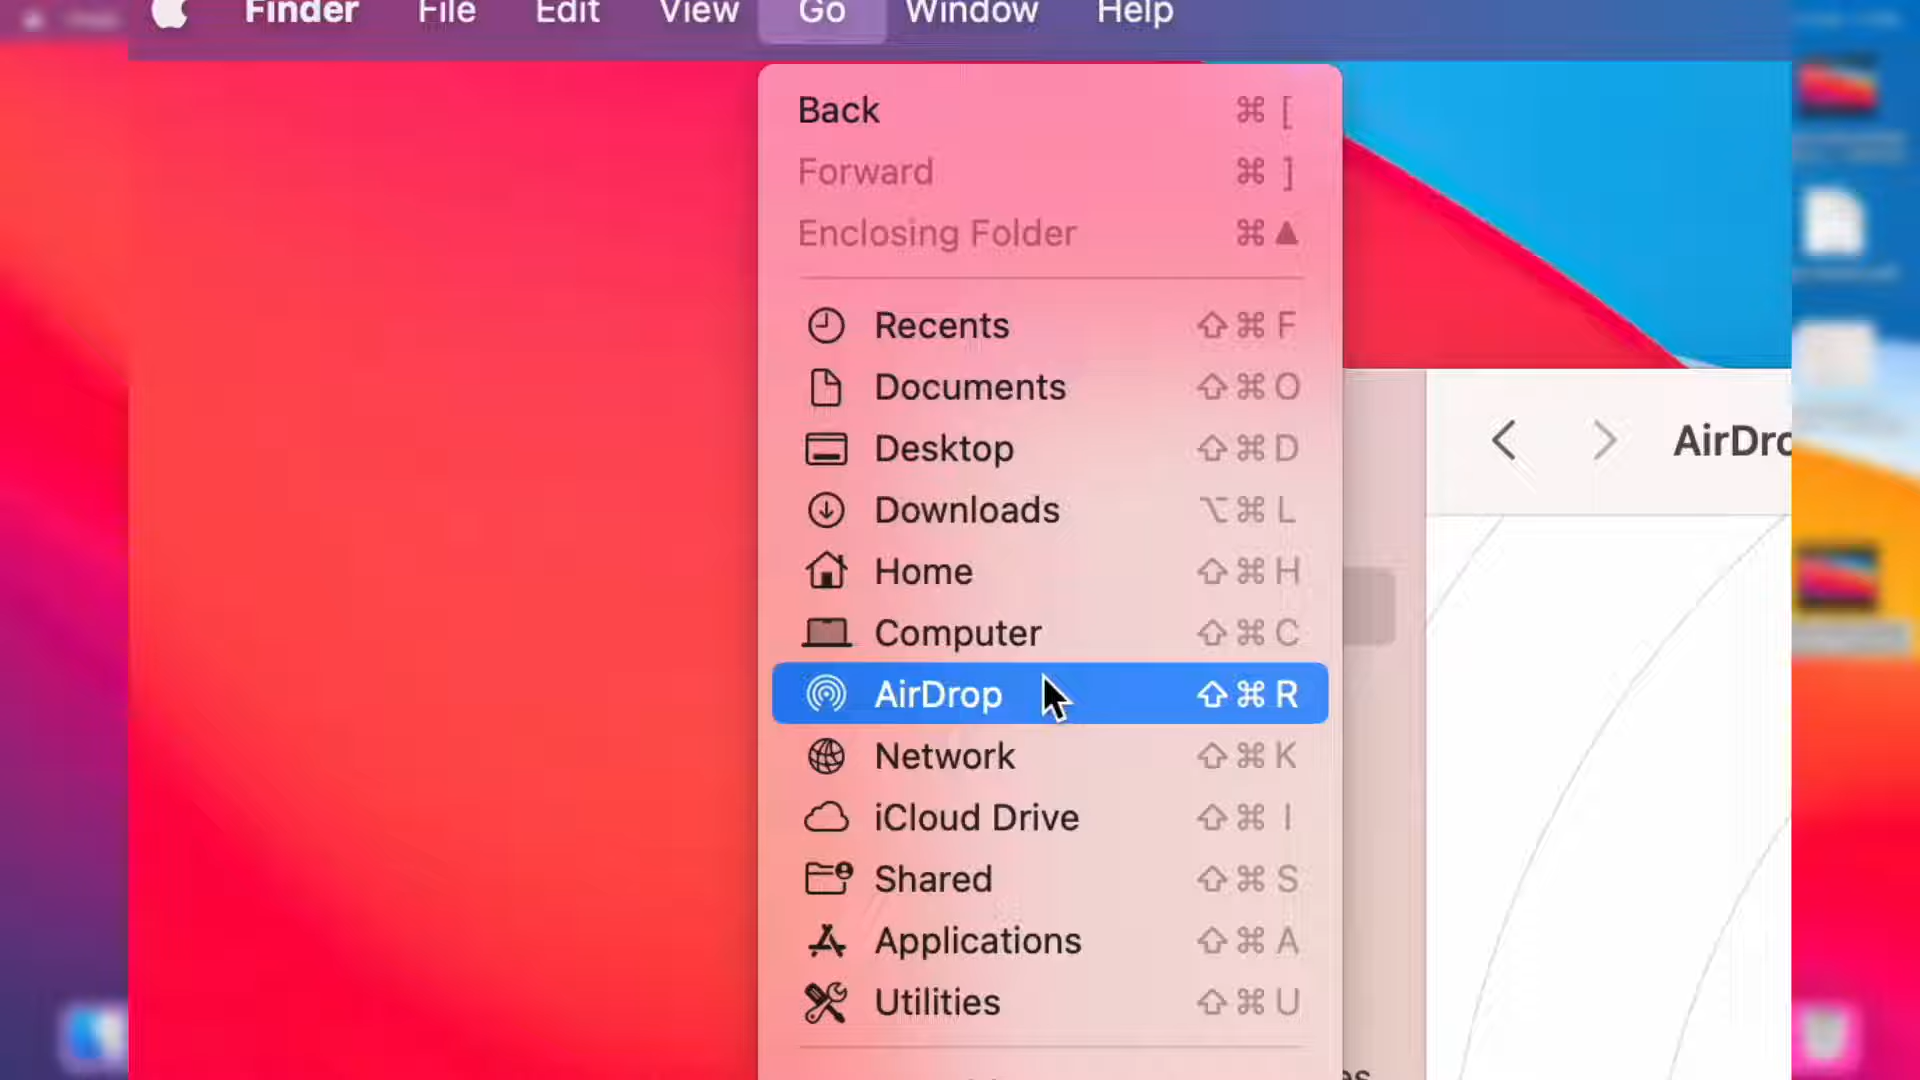 Finder File Edit View Go Window Help
Back ⌘ [
Forward ⌘ ]
Enclosing Folder ⌘ ▲
Recents ⇧ ⌘ F
Documents ⇧ ⌘ O
Desktop ⇧ ⌘ D
Downloads ⌥ ⌘ L
Home ⇧ ⌘ H
Computer ⇧ ⌘ C
AirDrop ⇧ ⌘ R
Network ⇧ ⌘ K
iCloud Drive ⇧ ⌘ I
Shared ⇧ ⌘ S
Applications ⇧ ⌘ A
Utilities ⇧ ⌘ U
AirDro